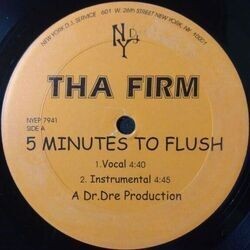 NEW YORK D.J. SERVICE 601 W. 26th STREET NEW YORK, NY 10001
N
DJ
Y
THA FIRM
NYEP 7941
SIDE A
5 MINUTES TO FLUSH
1.Vocal 4:40
2. Instrumental 4:45
A Dr.Dre Production